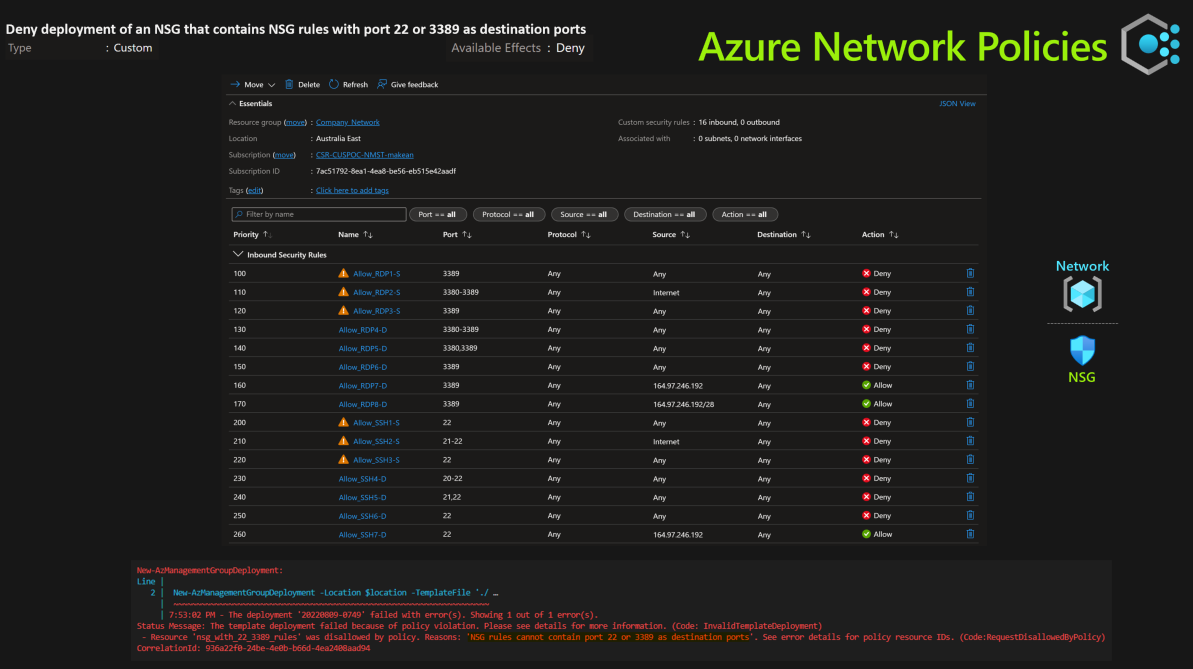 Deny deployment of an NSG that contains NSG rules with port 22 or 3389 as destination ports
Type : Custom Available Effects : Deny
Azure Network Policies
Move Delete Refresh Give feedback
Essentials JSON View
Resource group (move) : Company_Network Custom security rules : 16 inbound, 0 outbound
Location : Australia East Associated with : 0 subnets, 0 network interfaces
Subscription (move) : CSR-CUSPOC-NMST-makean
Subscription ID : 7ac51792-8ea1-4ea8-be56-eb515e42aadf
Tags (edit) : Click here to add tags
Filter by name Port == all Protocol == all Source == all Destination == all Action == all
Priority ↑↓ Name ↑↓ Port ↑↓ Protocol ↑↓ Source ↑↓ Destination ↑↓ Action ↑↓
Inbound Security Rules
100 Allow_RDP1-S 3389 Any Any Any Deny
110 Allow_RDP2-S 3380-3389 Any Internet Any Deny
120 Allow_RDP3-S 3389 Any Any Any Deny
130 Allow_RDP4-D 3380-3389 Any Any Any Deny
140 Allow_RDP5-D 3380,3389 Any Any Any Deny
150 Allow_RDP6-D 3389 Any Any Any Deny
160 Allow_RDP7-D 3389 Any 164.97.246.192 Any Allow
170 Allow_RDP8-D 3389 Any 164.97.246.192/28 Any Allow
200 Allow_SSH1-S 22 Any Any Any Deny
210 Allow_SSH2-S 21-22 Any Internet Any Deny
220 Allow_SSH3-S 22 Any Any Any Deny
230 Allow_SSH4-D 20-22 Any Any Any Deny
240 Allow_SSH5-D 21,22 Any Any Any Deny
250 Allow_SSH6-D 22 Any Any Any Deny
260 Allow_SSH7-D 22 Any 164.97.246.192 Any Allow
Network
NSG
New-AzManagementGroupDeployment:
Line |
2 | New-AzManagementGroupDeployment -Location $location -TemplateFile './ …
| ~~~~~~~~~~~~~~~~~~~~~~~~~~~~~~~~~~~~~~~~~~~~~~~~~~~~~~~~~~~~~~~~~~~~~
| 7:53:02 PM - The deployment '20220809-0749' failed with error(s). Showing 1 out of 1 error(s).
Status Message: The template deployment failed because of policy violation. Please see details for more information. (Code: InvalidTemplateDeployment)
- Resource 'nsg_with_22_3389_rules' was disallowed by policy. Reasons: 'NSG rules cannot contain port 22 or 3389 as destination ports'. See error details for policy resource IDs. (Code:RequestDisallowedByPolicy)
CorrelationId: 936a22f0-24be-4e0b-b66d-4ea2408aad94